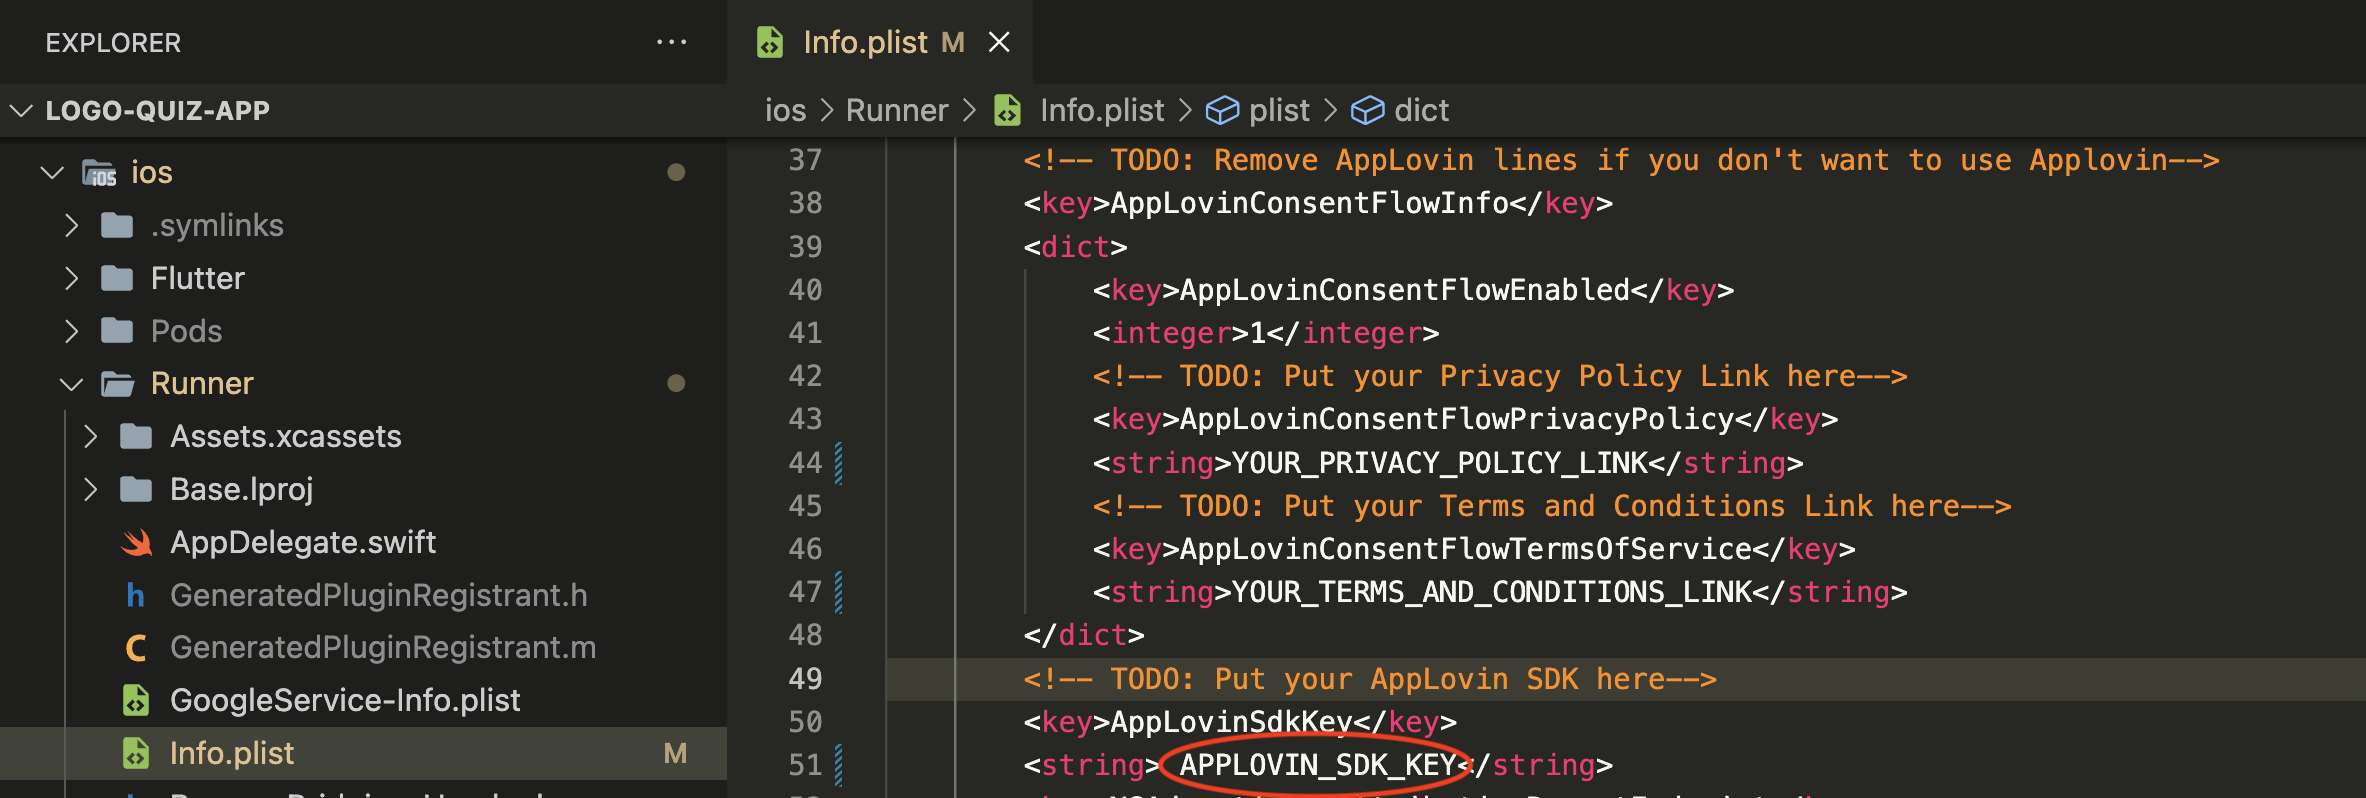 EXPLORER
LOGO-QUIZ-APP
ios
.symlinks
Flutter
Pods
Runner
Assets.xcassets
Base.lproj
AppDelegate.swift
h GeneratedPluginRegistrant.h
C GeneratedPluginRegistrant.m
GoogleService-Info.plist
Info.plist M
Info.plist M
ios > Runner > Info.plist > plist > dict
37 <!-- TODO: Remove AppLovin lines if you don't want to use Applovin-->
38 <key>AppLovinConsentFlowInfo</key>
39 <dict>
40 <key>AppLovinConsentFlowEnabled</key>
41 <integer>1</integer>
42 <!-- TODO: Put your Privacy Policy Link here-->
43 <key>AppLovinConsentFlowPrivacyPolicy</key>
44 <string>YOUR_PRIVACY_POLICY_LINK</string>
45 <!-- TODO: Put your Terms and Conditions Link here-->
46 <key>AppLovinConsentFlowTermsOfService</key>
47 <string>YOUR_TERMS_AND_CONDITIONS_LINK</string>
48 </dict>
49 <!-- TODO: Put your AppLovin SDK here-->
50 <key>AppLovinSdkKey</key>
51 <string> APPLOVIN_SDK_KEY</string>